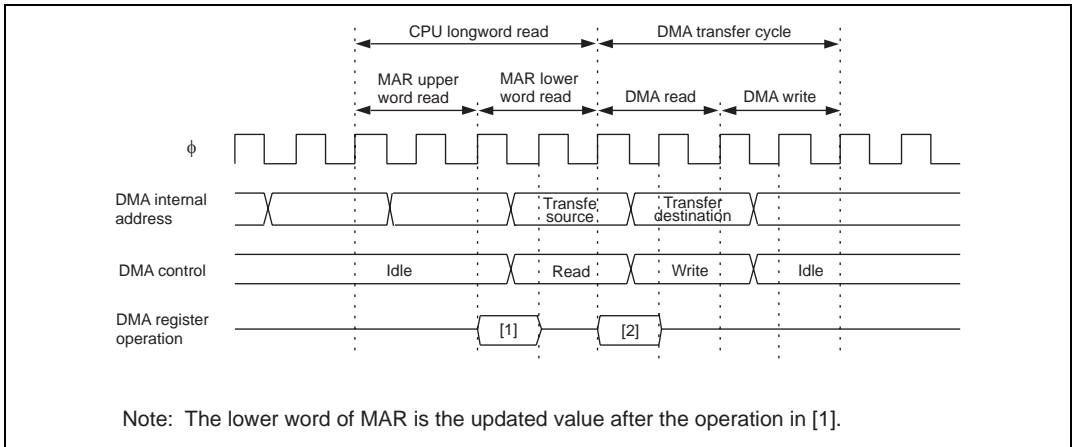 CPU longword read DMA transfer cycle
MAR upper
word read
MAR lower
word read
DMA read DMA write
ϕ
DMA internal
address
Transfe
source
Transfer
destination
DMA control Idle Read Write Idle
DMA register
operation
[1] [2]
Note: The lower word of MAR is the updated value after the operation in [1].